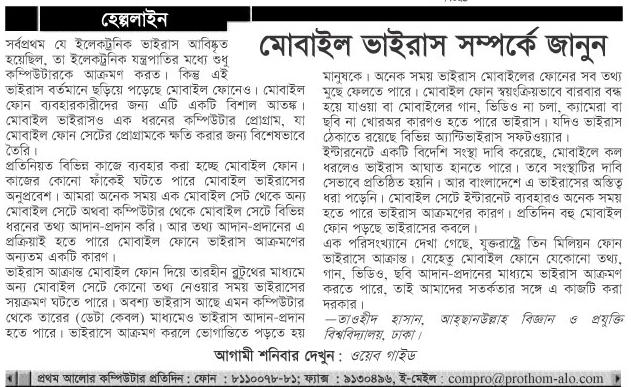 হেল্পলাইন
মোবাইল ভাইরাস সম্পর্কে জানুন
সর্বপ্রথম যে ইলেকট্রনিক ভাইরাস আবিষ্কৃত
হয়েছিল, তা ইলেকট্রনিক যন্ত্রপাতির মধ্যে শুধু
কম্পিউটারকে আক্রমণ করত। কিন্তু এই
ভাইরাস বর্তমানে ছড়িয়ে পড়েছে মোবাইল ফোনেও। মোবাইল
ফোন ব্যবহারকারীদের জন্য এটি একটি বিশাল আতঙ্ক।
মোবাইল ভাইরাসও এক ধরনের কম্পিউটার প্রোগ্রাম, যা
মোবাইল ফোন সেটের প্রোগ্রামকে ক্ষতি করার জন্য বিশেষভাবে
তৈরি।
প্রতিনিয়ত বিভিন্ন কাজে ব্যবহার করা হচ্ছে মোবাইল ফোন।
কাজের কোনো ফাঁকেই ঘটতে পারে মোবাইল ভাইরাসের
অনুপ্রবেশ। আমরা অনেক সময় এক মোবাইল সেট থেকে অন্য
মোবাইল সেটে অথবা কম্পিউটার থেকে মোবাইল সেটে বিভিন্ন
ধরনের তথ্য আদান-প্রদান করি। আর তথ্য আদান-প্রদানের এ
প্রক্রিয়াই হতে পারে মোবাইল ফোনে ভাইরাস আক্রমণের
অন্যতম একটি কারণ।
ভাইরাস আক্রান্ত মোবাইল ফোন দিয়ে তারহীন ব্লুটুথের মাধ্যমে
অন্য মোবাইল সেটে কোনো তথ্য নেওয়ার সময় ভাইরাসের
সংক্রমণ ঘটতে পারে। অবশ্য ভাইরাস আছে এমন কম্পিউটার
থেকে তারের (ডেটা কেবল) মাধ্যমেও ভাইরাস আদান-প্রদান
হতে পারে। ভাইরাসে আক্রমণ করলে ভোগান্তিতে পড়তে হয়
মানুষকে। অনেক সময় ভাইরাস মোবাইলের ফোনের সব তথ্য
মুছে ফেলতে পারে। মোবাইল ফোন স্বয়ংক্রিয়ভাবে বারবার বন্ধ
হয়ে যাওয়া বা মোবাইলের গান, ভিডিও না চলা, ক্যামেরা বা
ছবি না খোরঅর কারণও হতে পারে ভাইরাস। যদিও ভাইরাস
ঠেকাতে রয়েছে বিভিন্ন অ্যান্টিভাইরাস সফটওয়্যার।
ইন্টারনেটে একটি বিদেশি সংস্থা দাবি করেছে, মোবাইলে কল
ধরলেও ভাইরাস আঘাত হানতে পারে। তবে সংস্থাটির দাবি
সেভাবে প্রতিষ্ঠিত হয়নি। আর বাংলাদেশে এ ভাইরাসের অস্তিত্ব
ধরা পড়েনি। মোবাইল সেটে ইন্টারনেট ব্যবহারও অনেক সময়
হতে পারে ভাইরাস আক্রমণের কারণ। প্রতিদিন বহু মোবাইল
ফোন পড়ছে ভাইরাসের কবলে।
এক পরিসংখ্যানে দেখা গেছে, যুক্তরাষ্ট্রে তিন মিলিয়ন ফোন
ভাইরাসে আক্রান্ত। যেহেতু মোবাইল ফোনে যেকোনো তথ্য,
গান, ভিডিও, ছবি আদান-প্রদানের মাধ্যমে ভাইরাস আক্রমণ
করতে পারে, তাই আমাদের সতর্কতার সঙ্গে এ কাজটি করা
দরকার।
—তাওহীদ হাসান, আহ্‌ছানউল্লাহ বিজ্ঞান ও প্রযুক্তি
বিশ্ববিদ্যালয়, ঢাকা।
আগামী শনিবার দেখুন : ওয়েব গাইড
প্রথম আলোর কম্পিউটার প্রতিদিন : ফোন : ৮১১০০৭৮-৮১; ফ্যাক্স : ৯১৩০৪৯৬, ই-মেইল : compro@prothom-alo.com